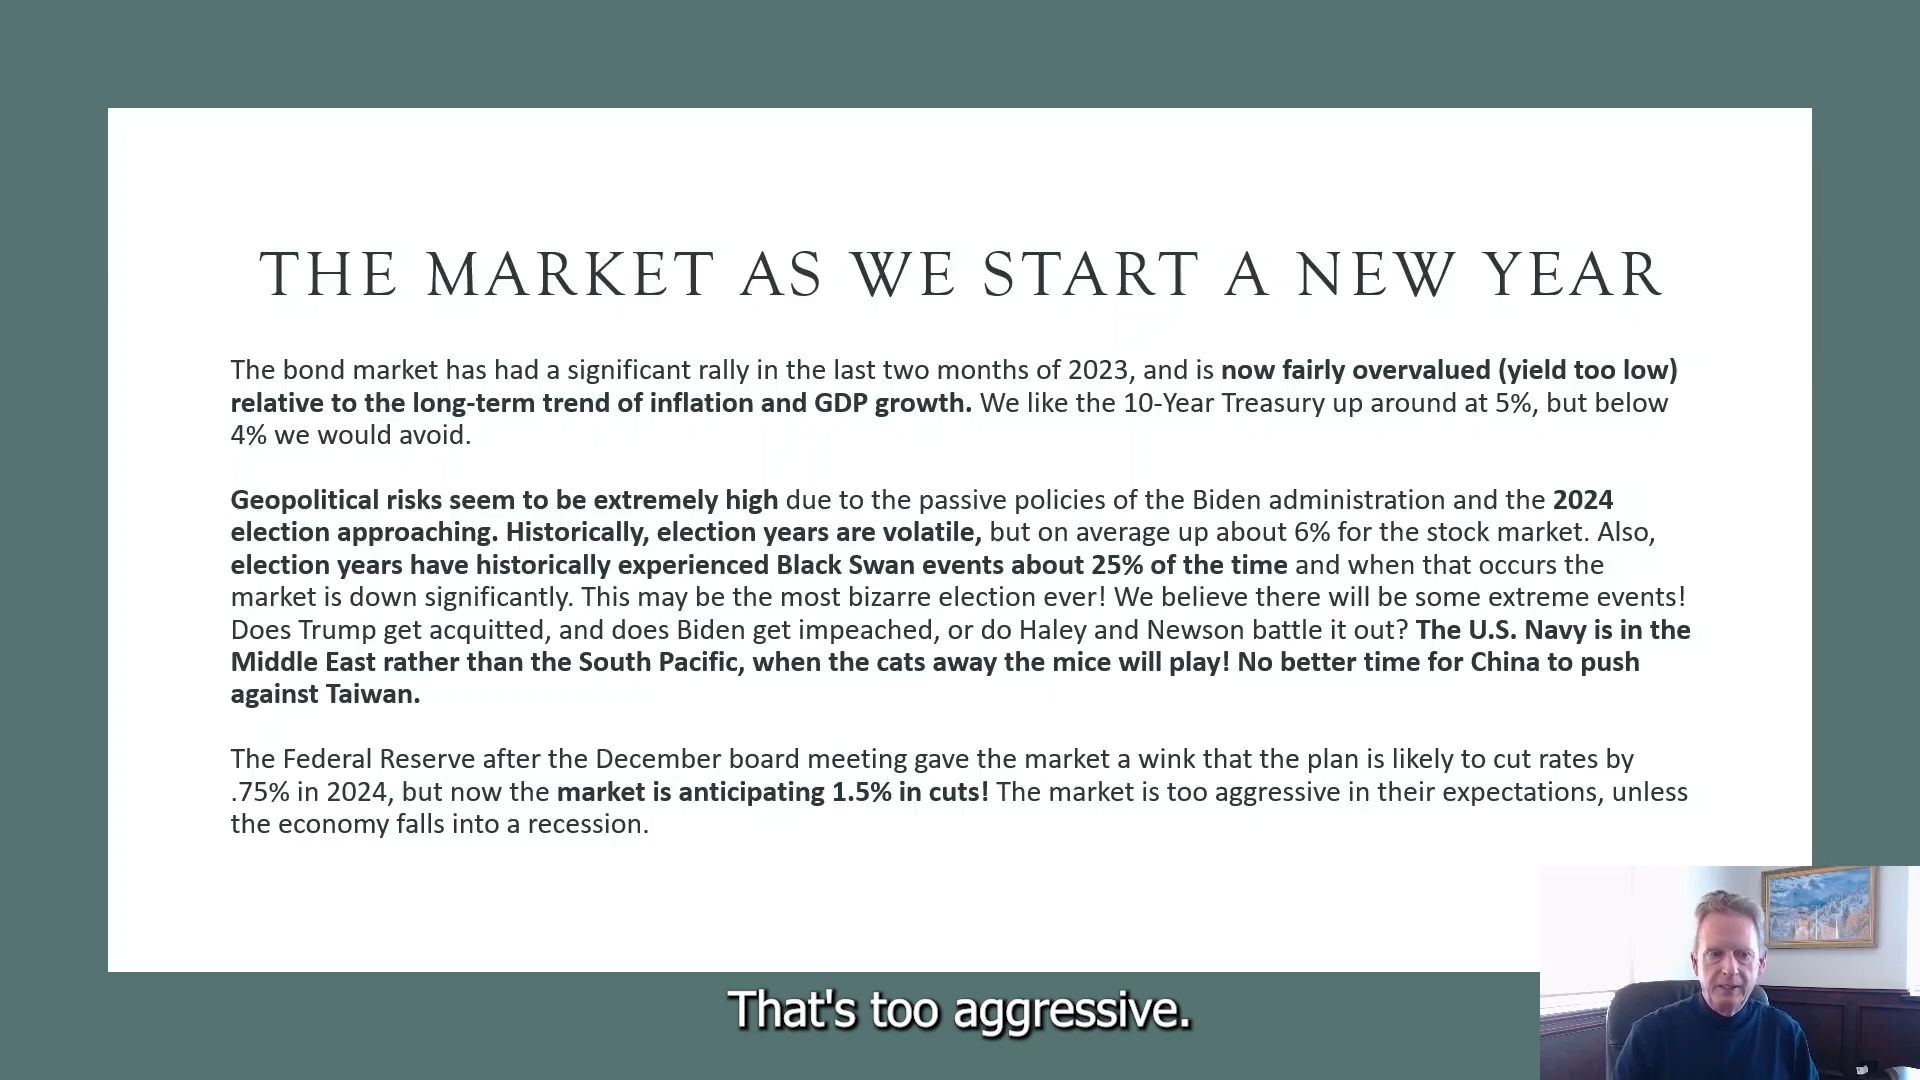 THE MARKET AS WE START A NEW YEAR
The bond market has had a significant rally in the last two months of 2023, and is now fairly overvalued (yield too low)
relative to the long-term trend of inflation and GDP growth. We like the 10-Year Treasury up around at 5%, but below
4% we would avoid.
Geopolitical risks seem to be extremely high due to the passive policies of the Biden administration and the 2024
election approaching. Historically, election years are volatile, but on average up about 6% for the stock market. Also,
election years have historically experienced Black Swan events about 25% of the time and when that occurs the
market is down significantly. This may be the most bizarre election ever! We believe there will be some extreme events!
Does Trump get acquitted, and does Biden get impeached, or do Haley and Newson battle it out? The U.S. Navy is in the
Middle East rather than the South Pacific, when the cats away the mice will play! No better time for China to push
against Taiwan.
The Federal Reserve after the December board meeting gave the market a wink that the plan is likely to cut rates by
.75% in 2024, but now the market is anticipating 1.5% in cuts! The market is too aggressive in their expectations, unless
the economy falls into a recession.
That's too aggressive.